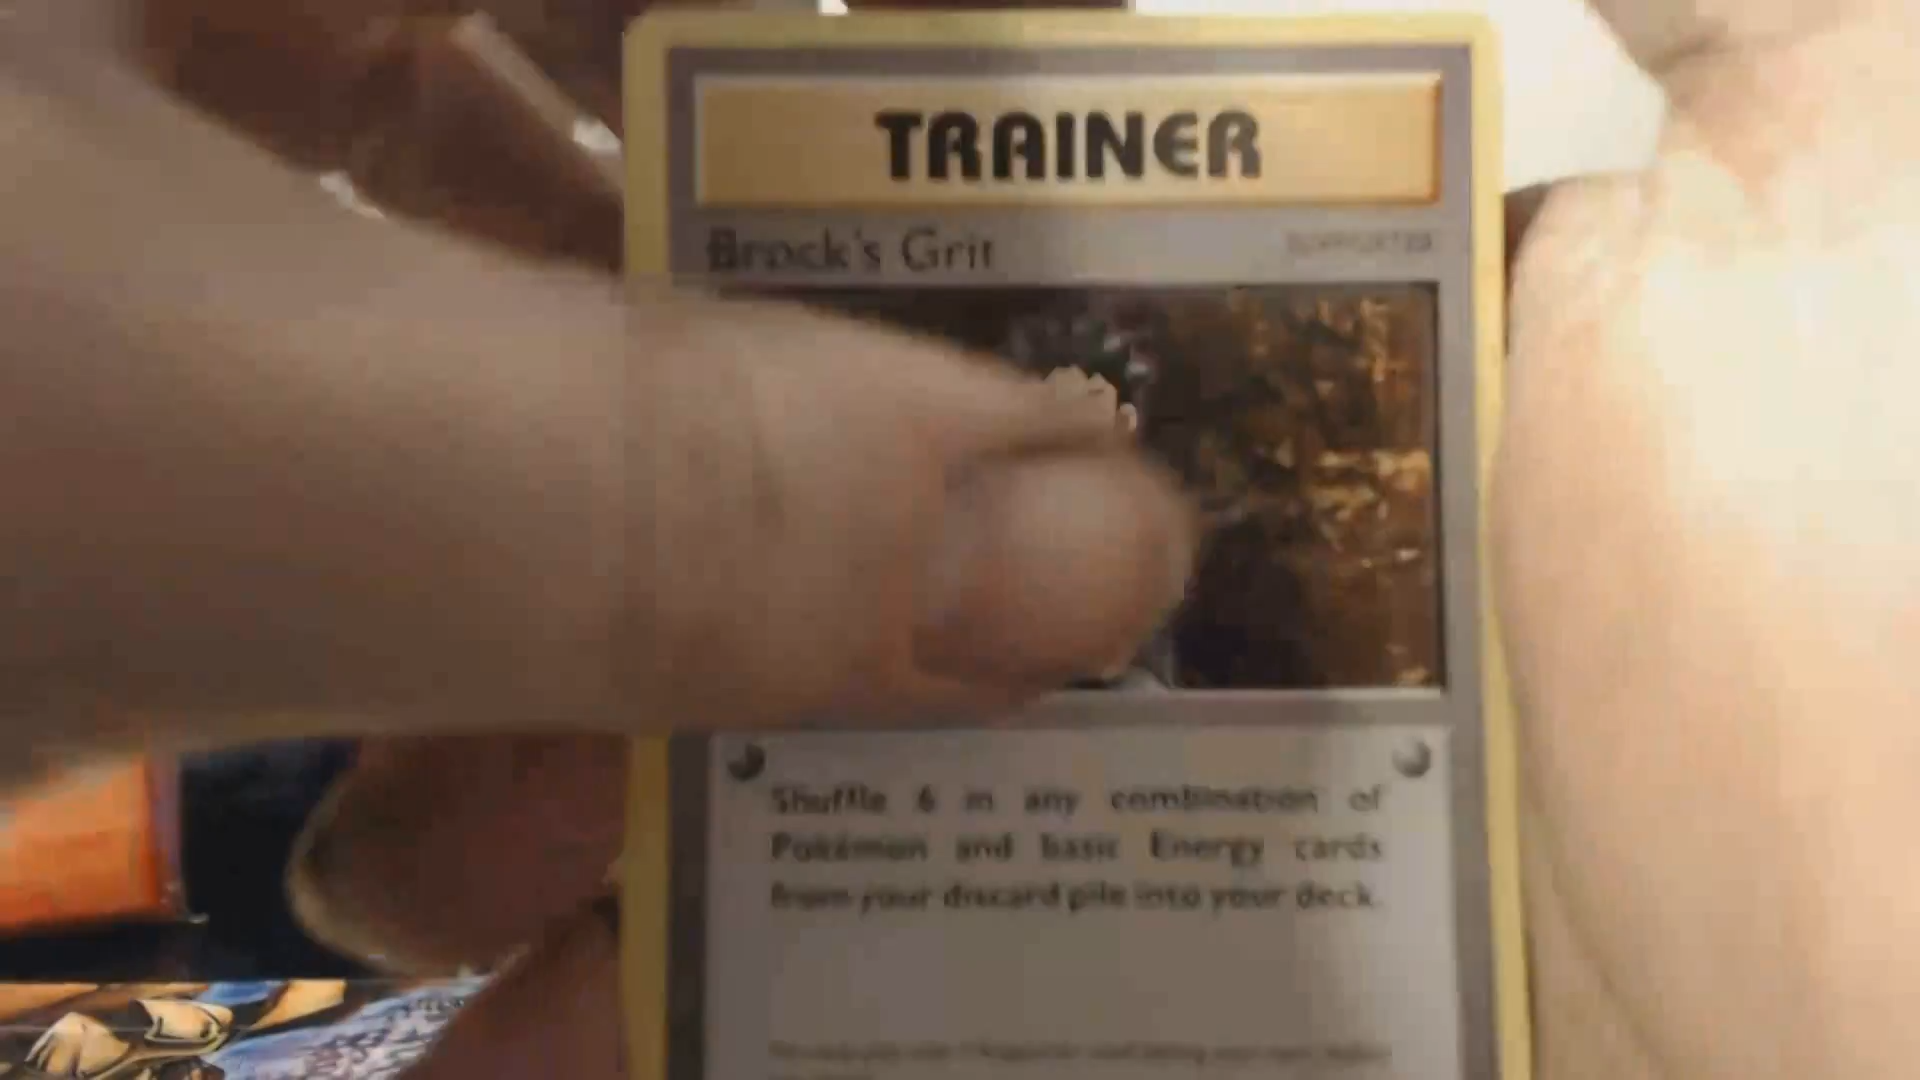 TRAINER
Brock's Grit
SUPPORTER
Shuffle 6 in any combination of
Pokémon and basic Energy cards
from your discard pile into your deck.